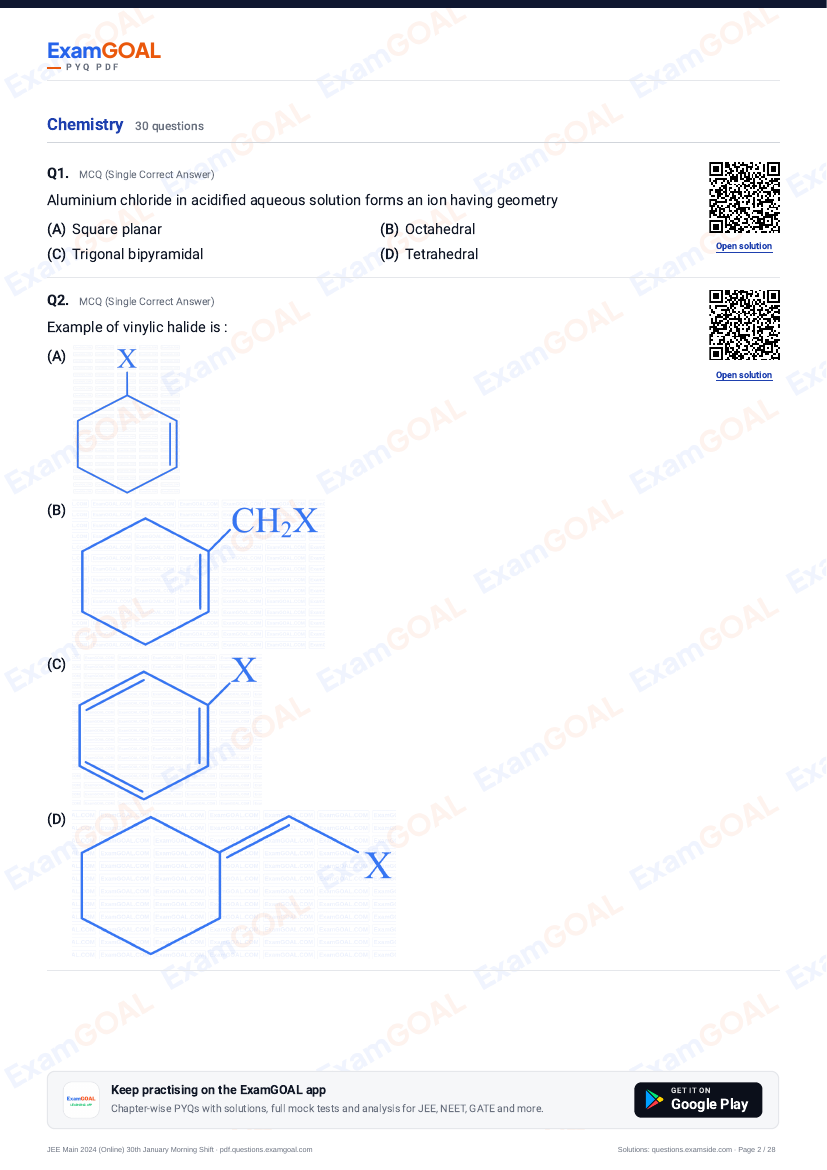 ExamGOAL
PYQ PDF
Chemistry 30 questions
Q1. MCQ (Single Correct Answer)
Aluminium chloride in acidified aqueous solution forms an ion having geometry
(A) Square planar
(B) Octahedral
(C) Trigonal bipyramidal
(D) Tetrahedral
Open solution
Q2. MCQ (Single Correct Answer)
Example of vinylic halide is :
Open solution
(A)
X
(B)
CH₂X
(C)
X
(D)
X
Keep practising on the ExamGOAL app
Chapter-wise PYQs with solutions, full mock tests and analysis for JEE, NEET, GATE and more.
GET IT ON
Google Play
JEE Main 2024 (Online) 30th January Morning Shift · pdf.questions.examgoal.com
Solutions: questions.examside.com · Page 2 / 28